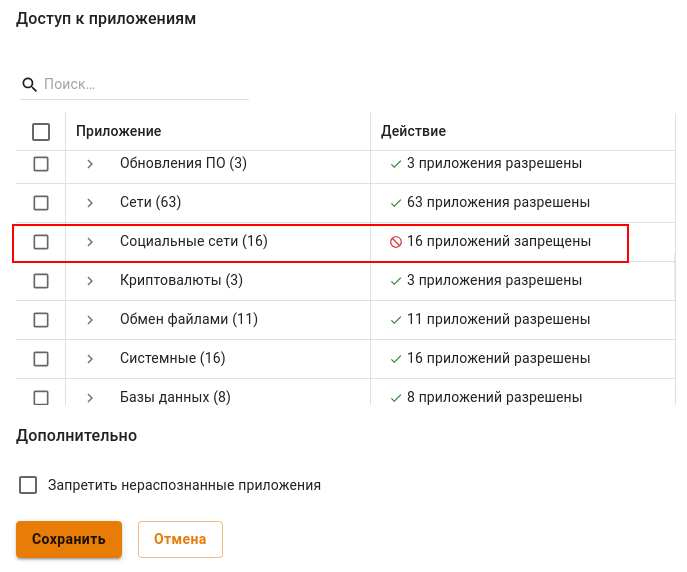 Доступ к приложениям
Поиск...
Приложение Действие
Обновления ПО (3) 3 приложения разрешены
Сети (63) 63 приложения разрешены
Социальные сети (16) 16 приложений запрещены
Криптовалюты (3) 3 приложения разрешены
Обмен файлами (11) 11 приложений разрешены
Системные (16) 16 приложений разрешены
Базы данных (8) 8 приложений разрешены
Дополнительно
Запретить нераспознанные приложения
Сохранить Отмена